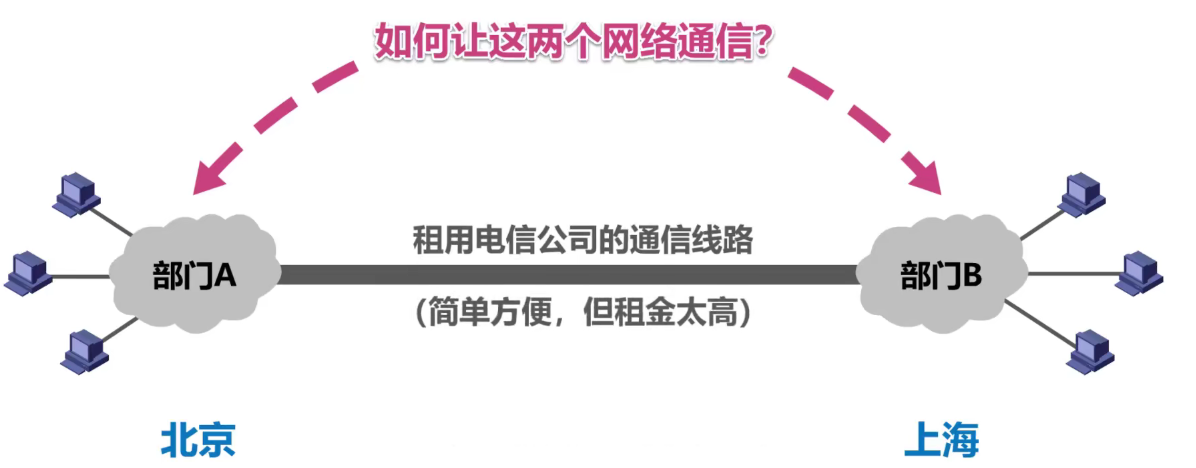 如何让这两个网络通信?
租用电信公司的通信线路
部门A
部门B
(简单方便，但租金太高)
北京
上海